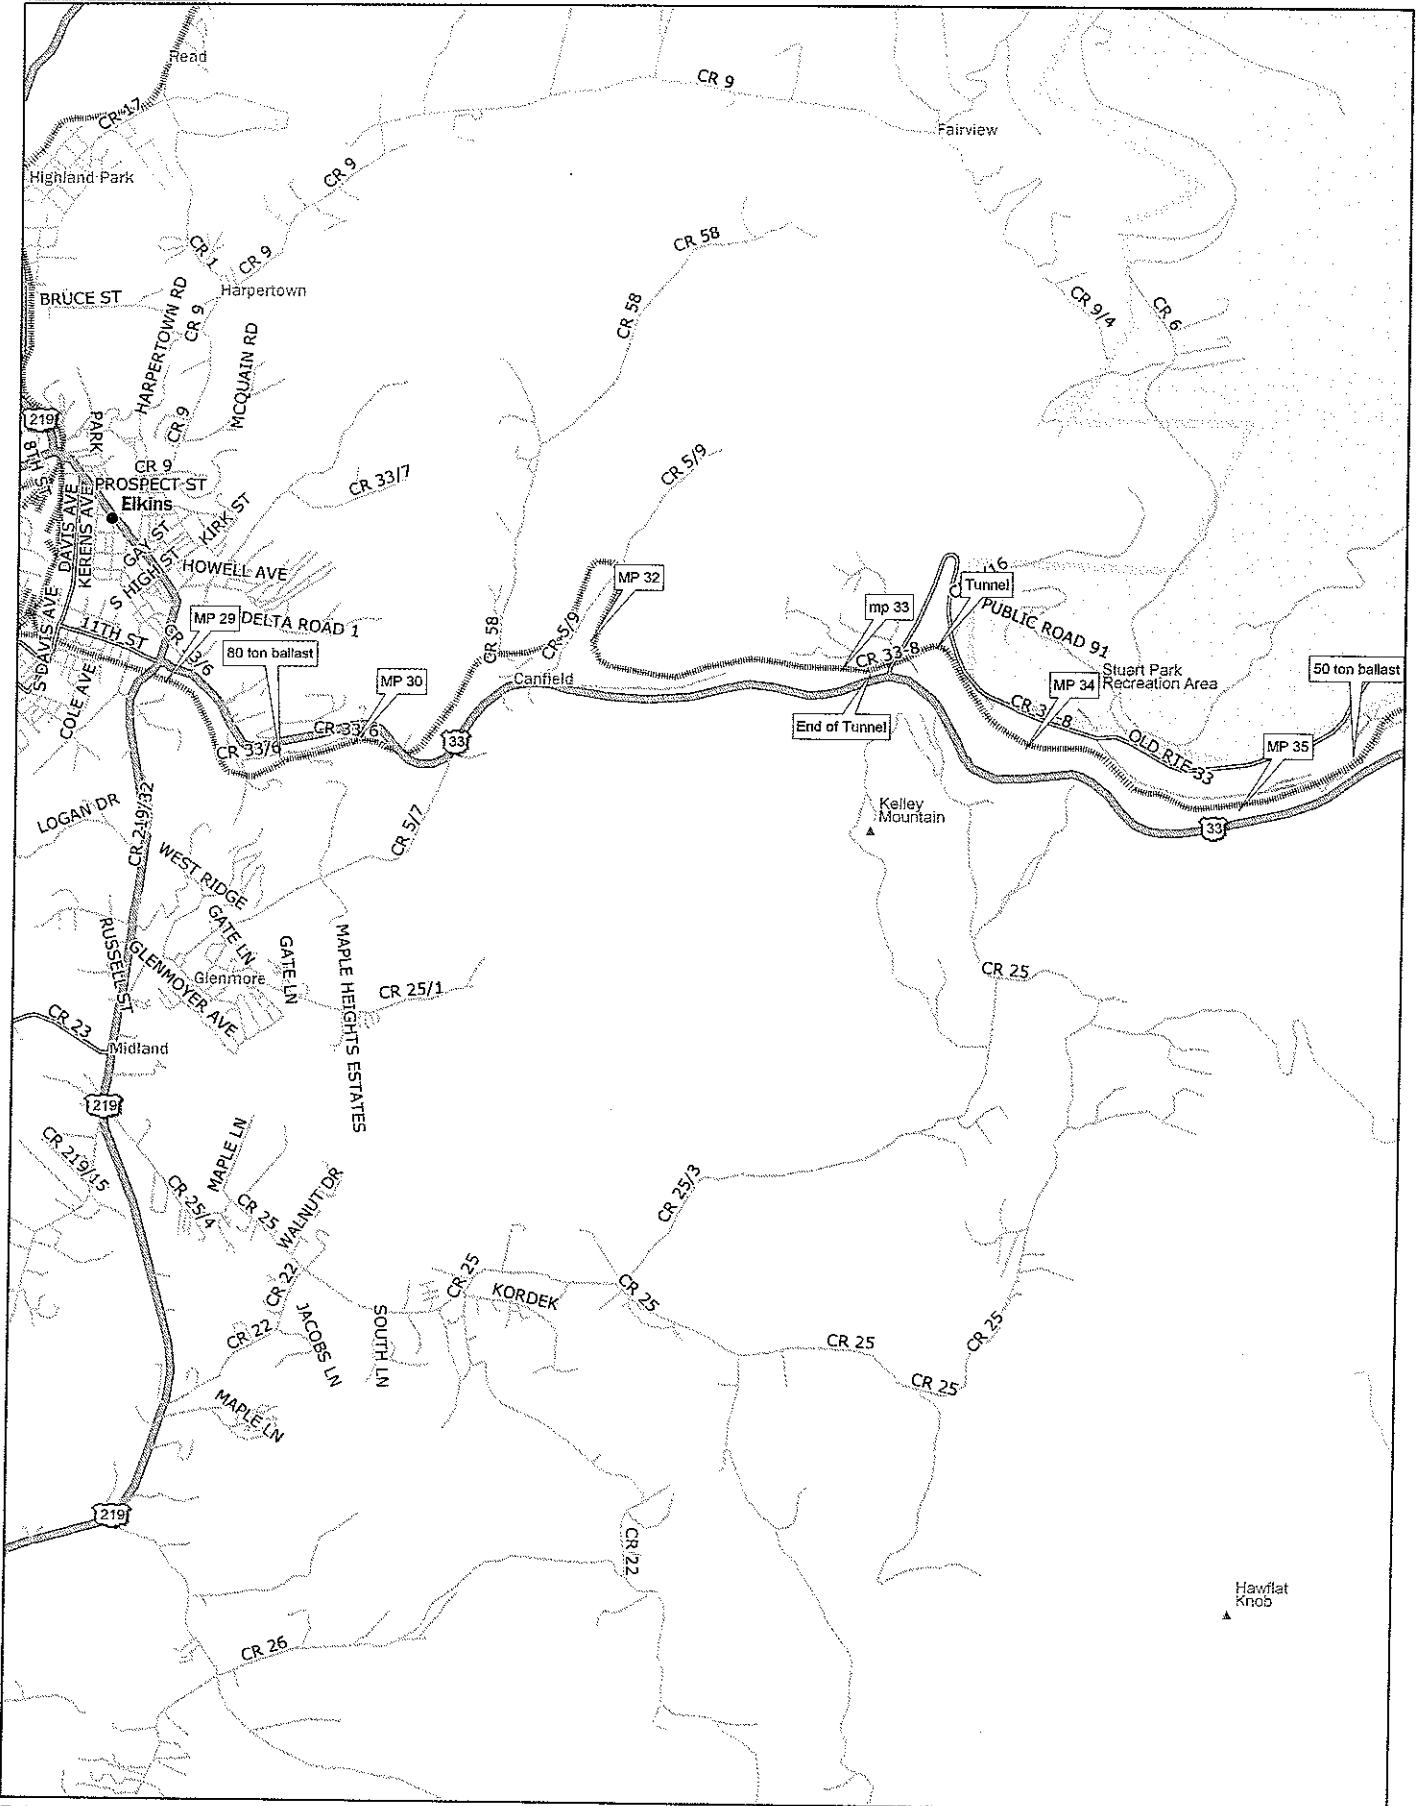 Read
CR 17
CR 9
Fairview
Highland Park
CR 9
CR 58
CR 1
CR 9
Harpertown
BRUCE ST
HARPERTOWN RD
CR 9
MCQUAIN RD
CR 58
CR 9/4
CR 6
219
8TH ST
PARK
CR 9
CR 9
PROSPECT ST
Elkins
CR 33/7
CR 5/9
DAVIS AVE
KERENS AVE
GAY ST
KIRK ST
S HIGH ST
HOWELL AVE
MP 32
16
Tunnel
mp 33
PUBLIC ROAD 91
S DAVIS AVE
11TH ST
MP 29
DELTA ROAD 1
CR 58
CR 5/9
80 ton ballast
CR 33-8
Stuart Park
Recreation Area
50 ton ballast
COLE AVE
MP 30
Canfield
MP 34
CR 33/6
CR 33/6
33
End of Tunnel
OLD RTE 33
MP 35
LOGAN DR
CR 219/32
CR 5/7
Kelley
Mountain
33
WEST RIDGE
RUSSELL ST
GATE LN
GLENMOYER AVE
Glenmore
GATE LN
MAPLE HEIGHTS ESTATES
CR 25/1
CR 25
CR 23
Midland
219
CR 219/15
MAPLE LN
CR 25/4
CR 25
WALNUT DR
CR 25/3
CR 22
CR 25
KORDEK
CR 25
CR 22
JACOBS LN
SOUTH LN
CR 25
CR 25
CR 25
MAPLE LN
219
CR 22
Hawflat
Knob
CR 26